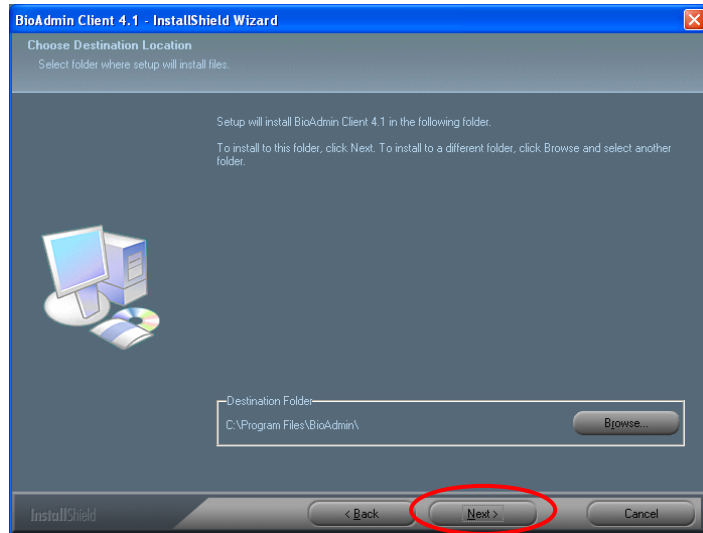 BioAdmin Client 4.1 - InstallShield Wizard
Choose Destination Location
Select folder where setup will install files.
Setup will install BioAdmin Client 4.1 in the following folder.
To install to this folder, click Next. To install to a different folder, click Browse and select another
folder.
Destination Folder
C:\Program Files\BioAdmin\
Browse...
InstallShield
< Back
Next >
Cancel